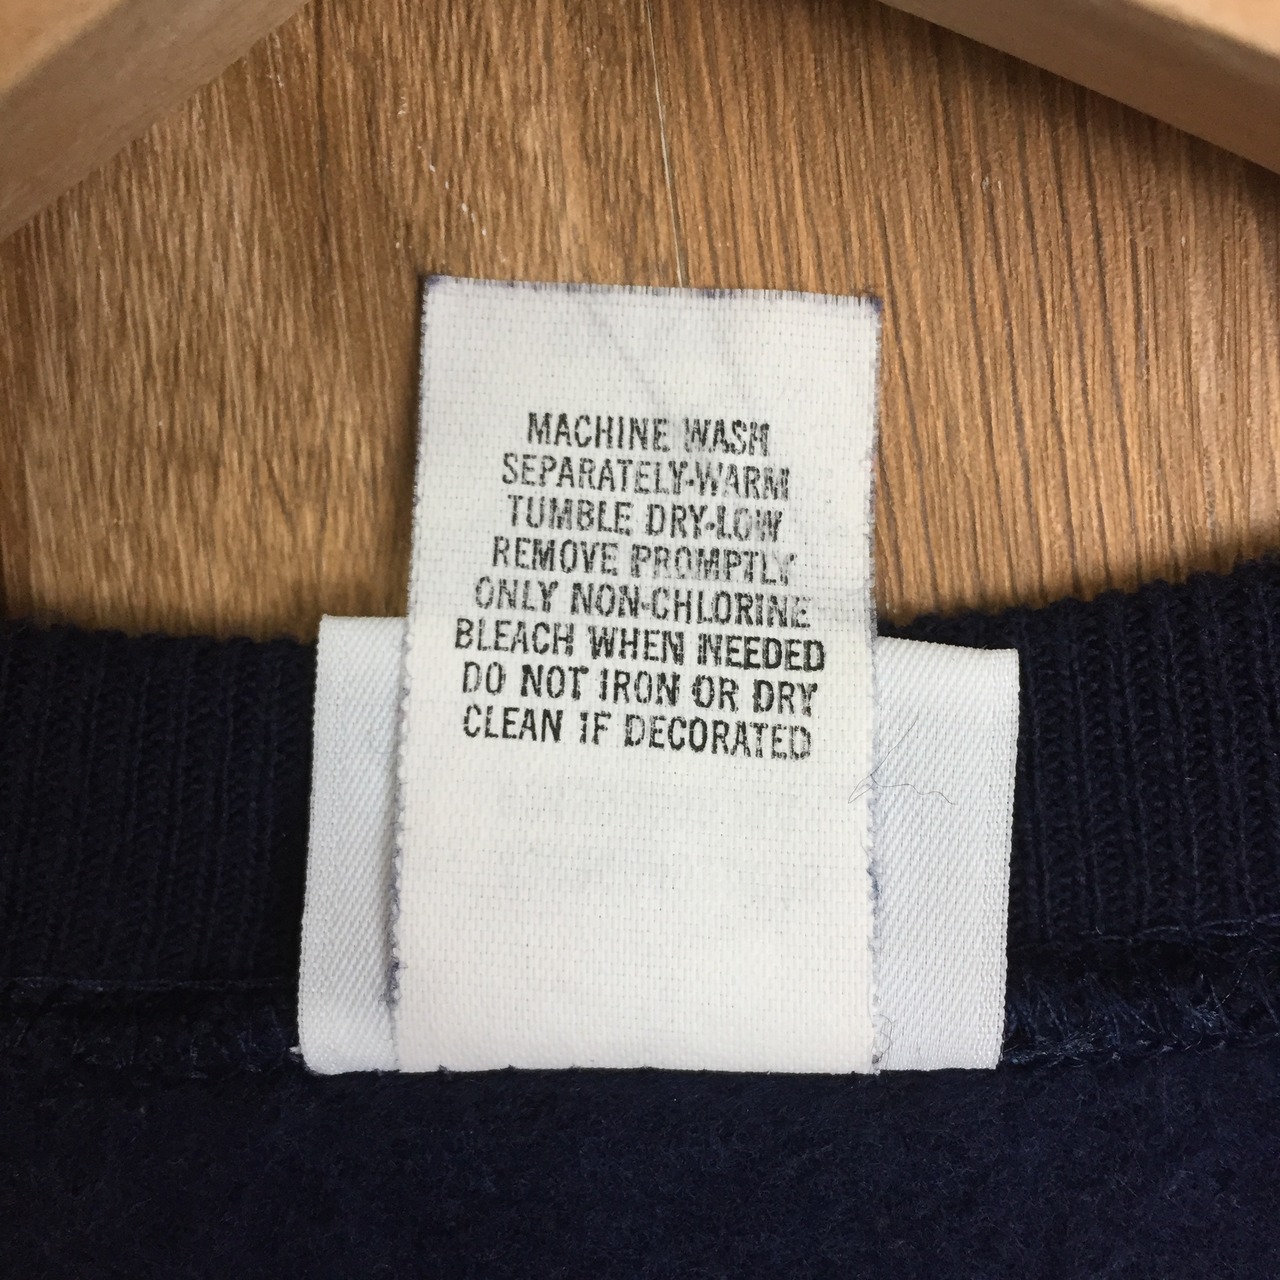 MACHINE WASH
SEPARATELY-WARM
TUMBLE DRY-LOW
REMOVE PROMPTLY
ONLY NON-CHLORINE
BLEACH WHEN NEEDED
DO NOT IRON OR DRY
CLEAN IF DECORATED